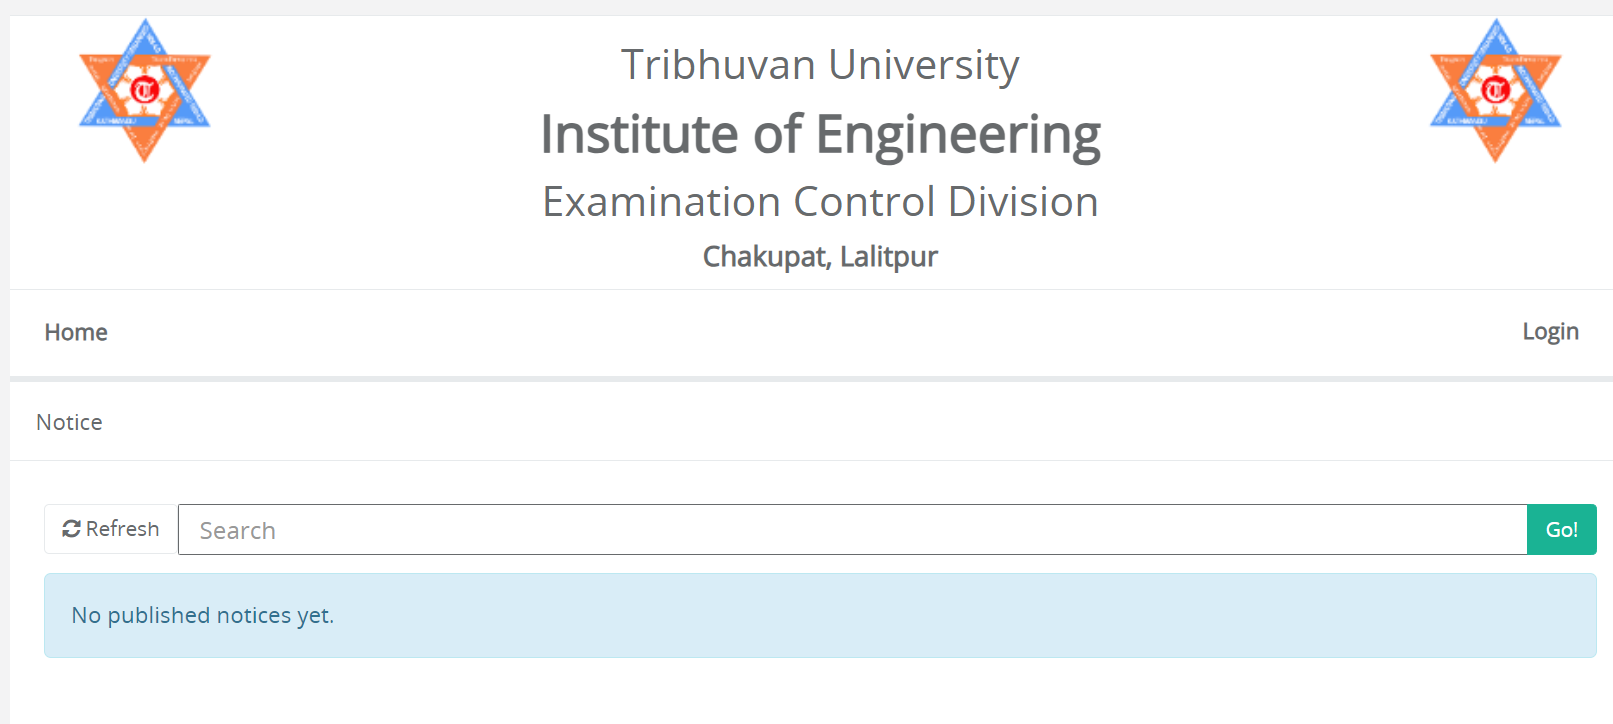 Tribhuvan University
Institute of Engineering
Examination Control Division
Chakupat, Lalitpur
Home
Login
Notice
Refresh
Search
Go!
No published notices yet.